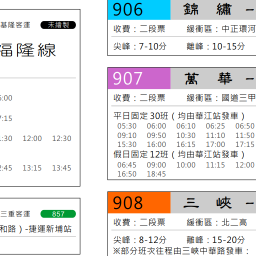 基隆客運 未繪製
福隆線
6:00
7:15
1:30 12:00 12:30
2:45 13:15 13:45
三重客運 857
和路）-捷運新埔站
906 錦繡-
收費：二段票 緩衝區：中正環河
尖峰：7-10分 離峰：10-15分
907 萬華-
收費：二段票 緩衝區：國道三甲
平日固定30班（均由華江站發車）
05:30 06:00 06:10 06:25 06:50
09:10 09:50 10:30 11:10 11:50
15:30 16:00 16:15 17:00 17:15
假日固定12班（均由華江站發車）
06:45 09:00 10:00 11:15 12:00
16:50 18:45
908 三峽-
收費：二段票 緩衝區：北二高
尖峰：8-12分 離峰：15-20分
※部分班次往程由三峽中華路發車；